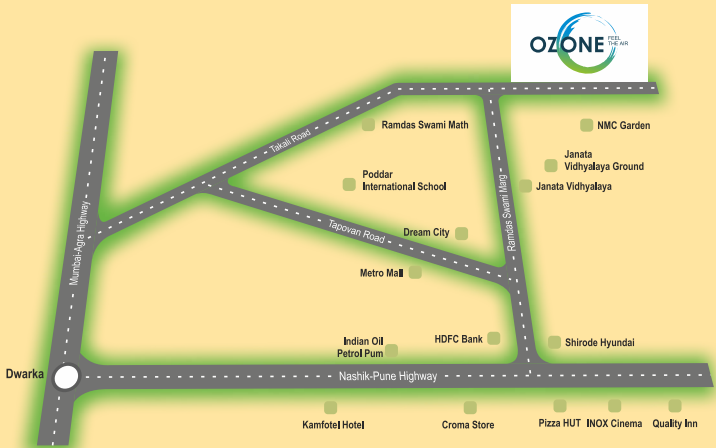 OZONE
FEEL
THE AIR
Ramdas Swami Math
NMC Garden
Takali Road
Janata
Vidhyalaya Ground
Poddar
International School
Janata Vidhyalaya
Ramdas Swami Marg
Mumbai-Agra Highway
Tapovan Road
Dream City
Metro Mall
Indian Oil
Petrol Pum
HDFC Bank
Shirode Hyundai
Dwarka
Nashik-Pune Highway
Kamfotel Hotel
Croma Store
Pizza HUT
INOX Cinema
Quality Inn